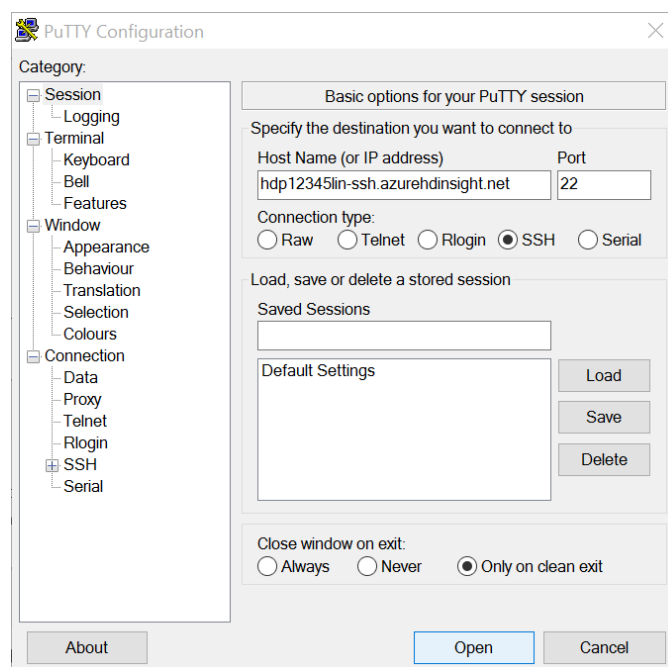 PuTTY Configuration
Category:
Session
Logging
Terminal
Keyboard
Bell
Features
Window
Appearance
Behaviour
Translation
Selection
Colours
Connection
Data
Proxy
Telnet
Rlogin
SSH
Serial
Basic options for your PuTTY session
Specify the destination you want to connect to
Host Name (or IP address) Port
hdp12345lin-ssh.azurehdinsight.net 22
Connection type:
Raw Telnet Rlogin SSH Serial
Load, save or delete a stored session
Saved Sessions
Default Settings
Load
Save
Delete
Close window on exit:
Always Never Only on clean exit
About Open Cancel